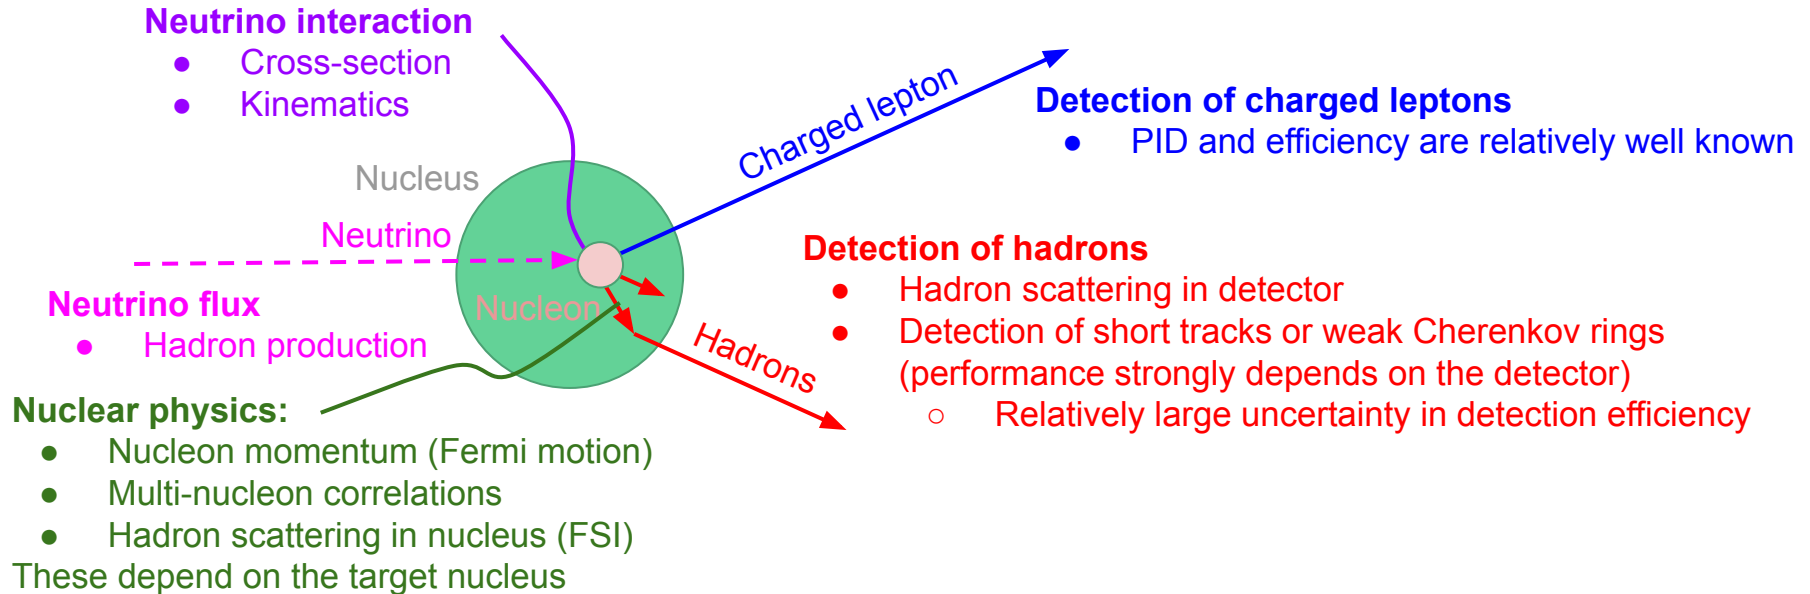 Neutrino interaction
● Cross-section
● Kinematics
Nucleus
Neutrino
Neutrino flux
● Hadron production
Nucleon
Charged lepton
Hadrons
Detection of charged leptons
● PID and efficiency are relatively well known
Detection of hadrons
● Hadron scattering in detector
● Detection of short tracks or weak Cherenkov rings
(performance strongly depends on the detector)
○ Relatively large uncertainty in detection efficiency
Nuclear physics:
● Nucleon momentum (Fermi motion)
● Multi-nucleon correlations
● Hadron scattering in nucleus (FSI)
These depend on the target nucleus